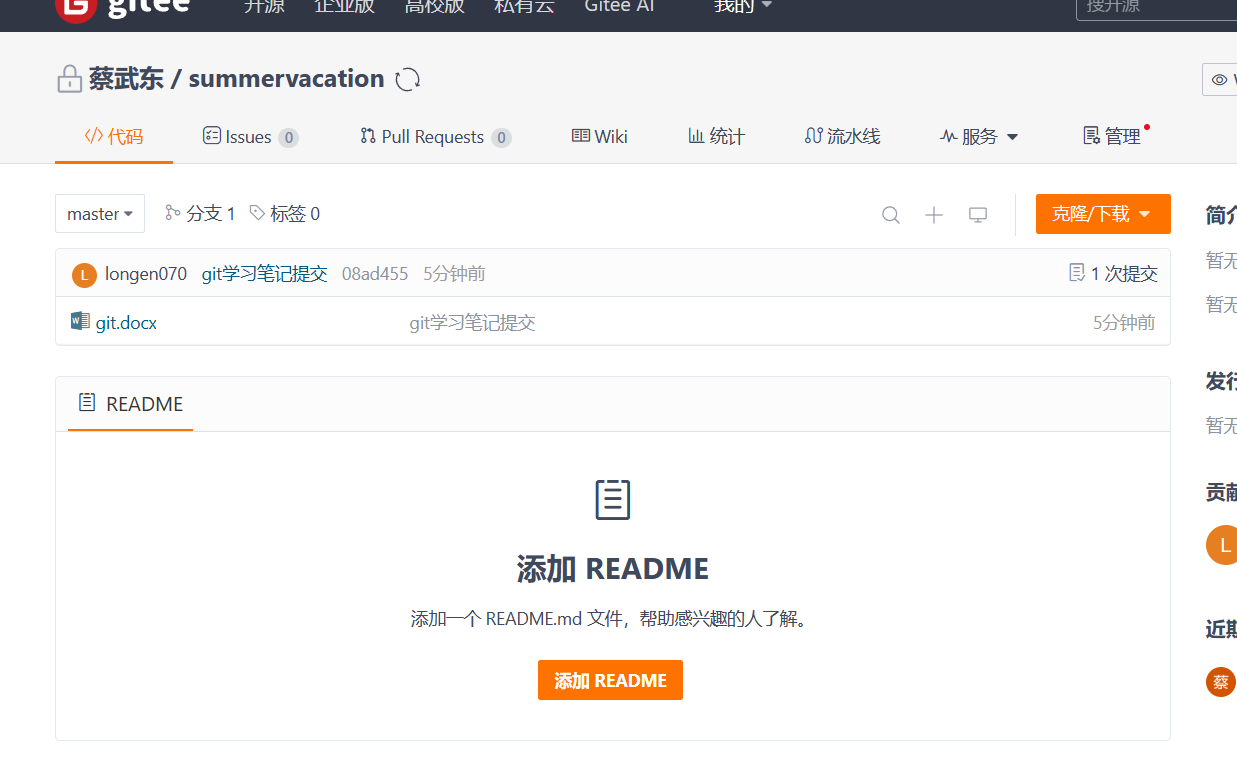 gitee 开源 企业版 高校版 私有云 Gitee AI 我的 搜开源
蔡武东 / summervacation
代码 Issues 0 Pull Requests 0 Wiki 统计 流水线 服务 管理
master 分支 1 标签 0 克隆/下载
L longen070 git学习笔记提交 08ad455 5分钟前 1 次提交
git.docx git学习笔记提交 5分钟前
README
添加 README
添加一个 README.md 文件，帮助感兴趣的人了解。
添加 README
简介
暂无
暂无
发行
暂无
贡献
L
近期
蔡